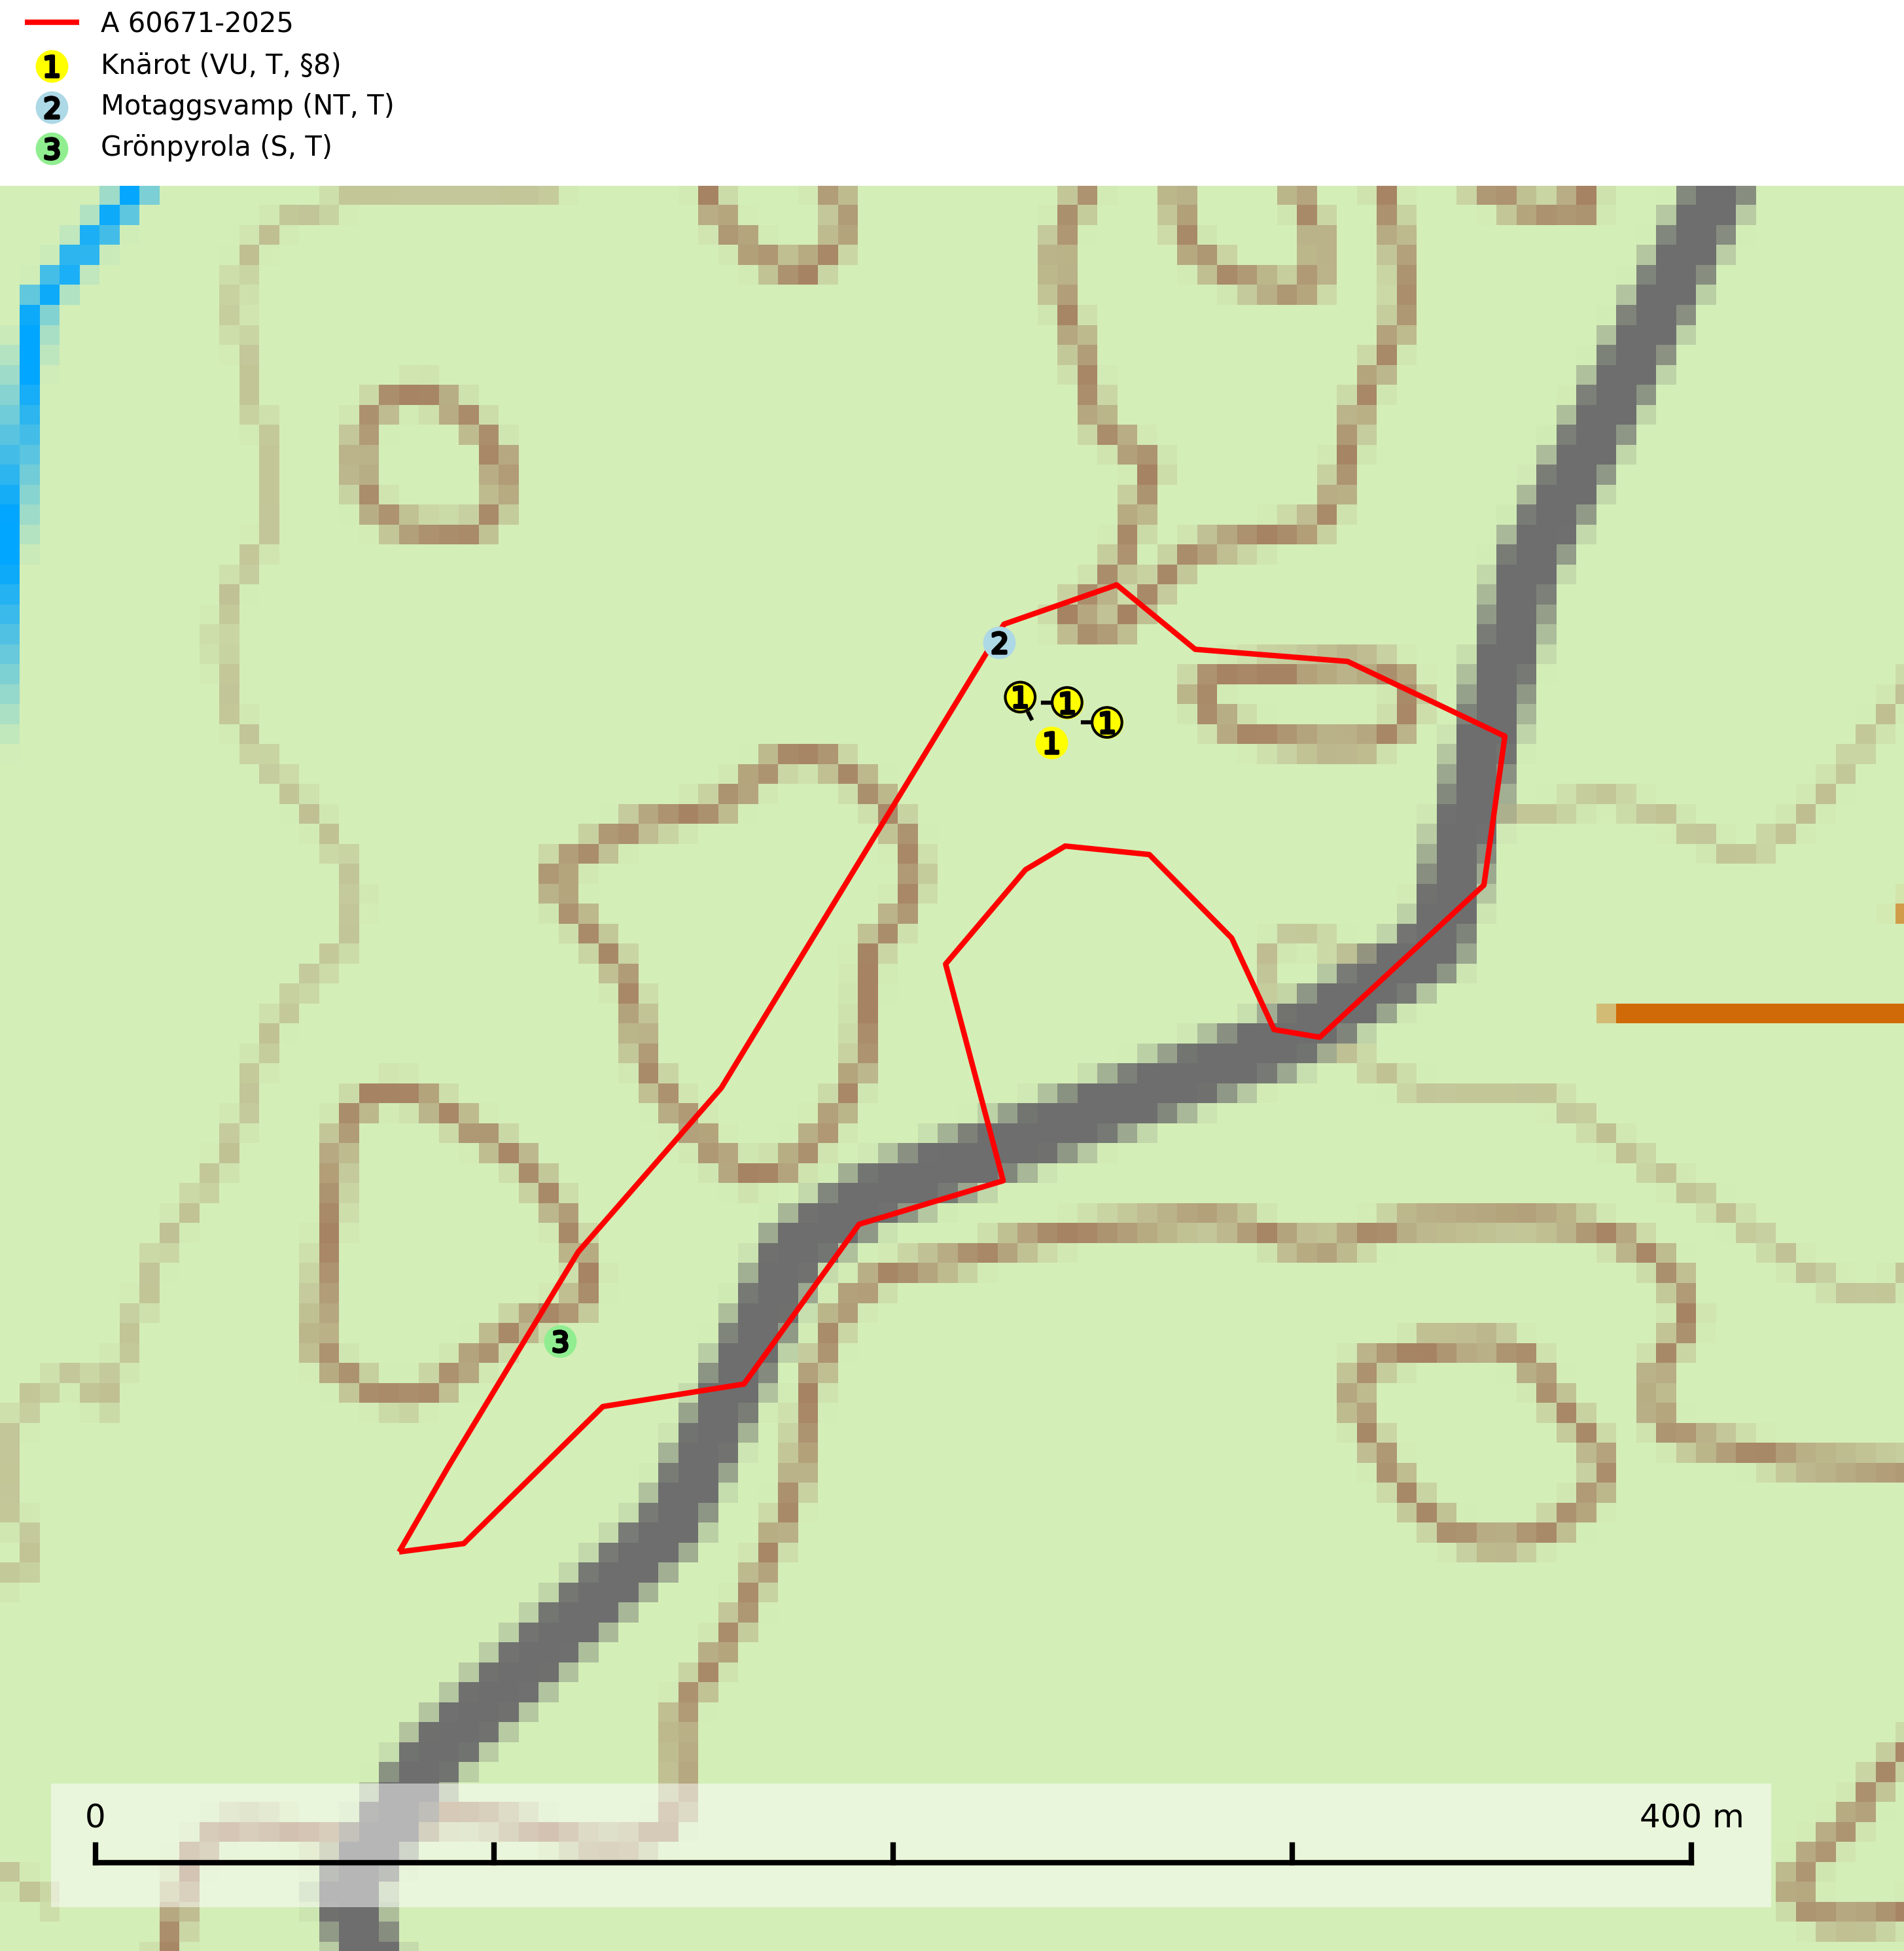 A 60671-2025
1 Knärot (VU, T, §8)
2 Motaggsvamp (NT, T)
3 Grönpyrola (S, T)
2
1 1 1
1
3
0 400 m